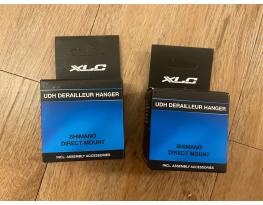 XLC
UDH DERAILLEUR HANGER
SHIMANO
DIRECT MOUNT
INCL. ASSEMBLY ACCESSORIES
XLC
UDH DERAILLEUR HANGER
SHIMANO
DIRECT MOUNT
INCL. ASSEMBLY ACCESSORIES